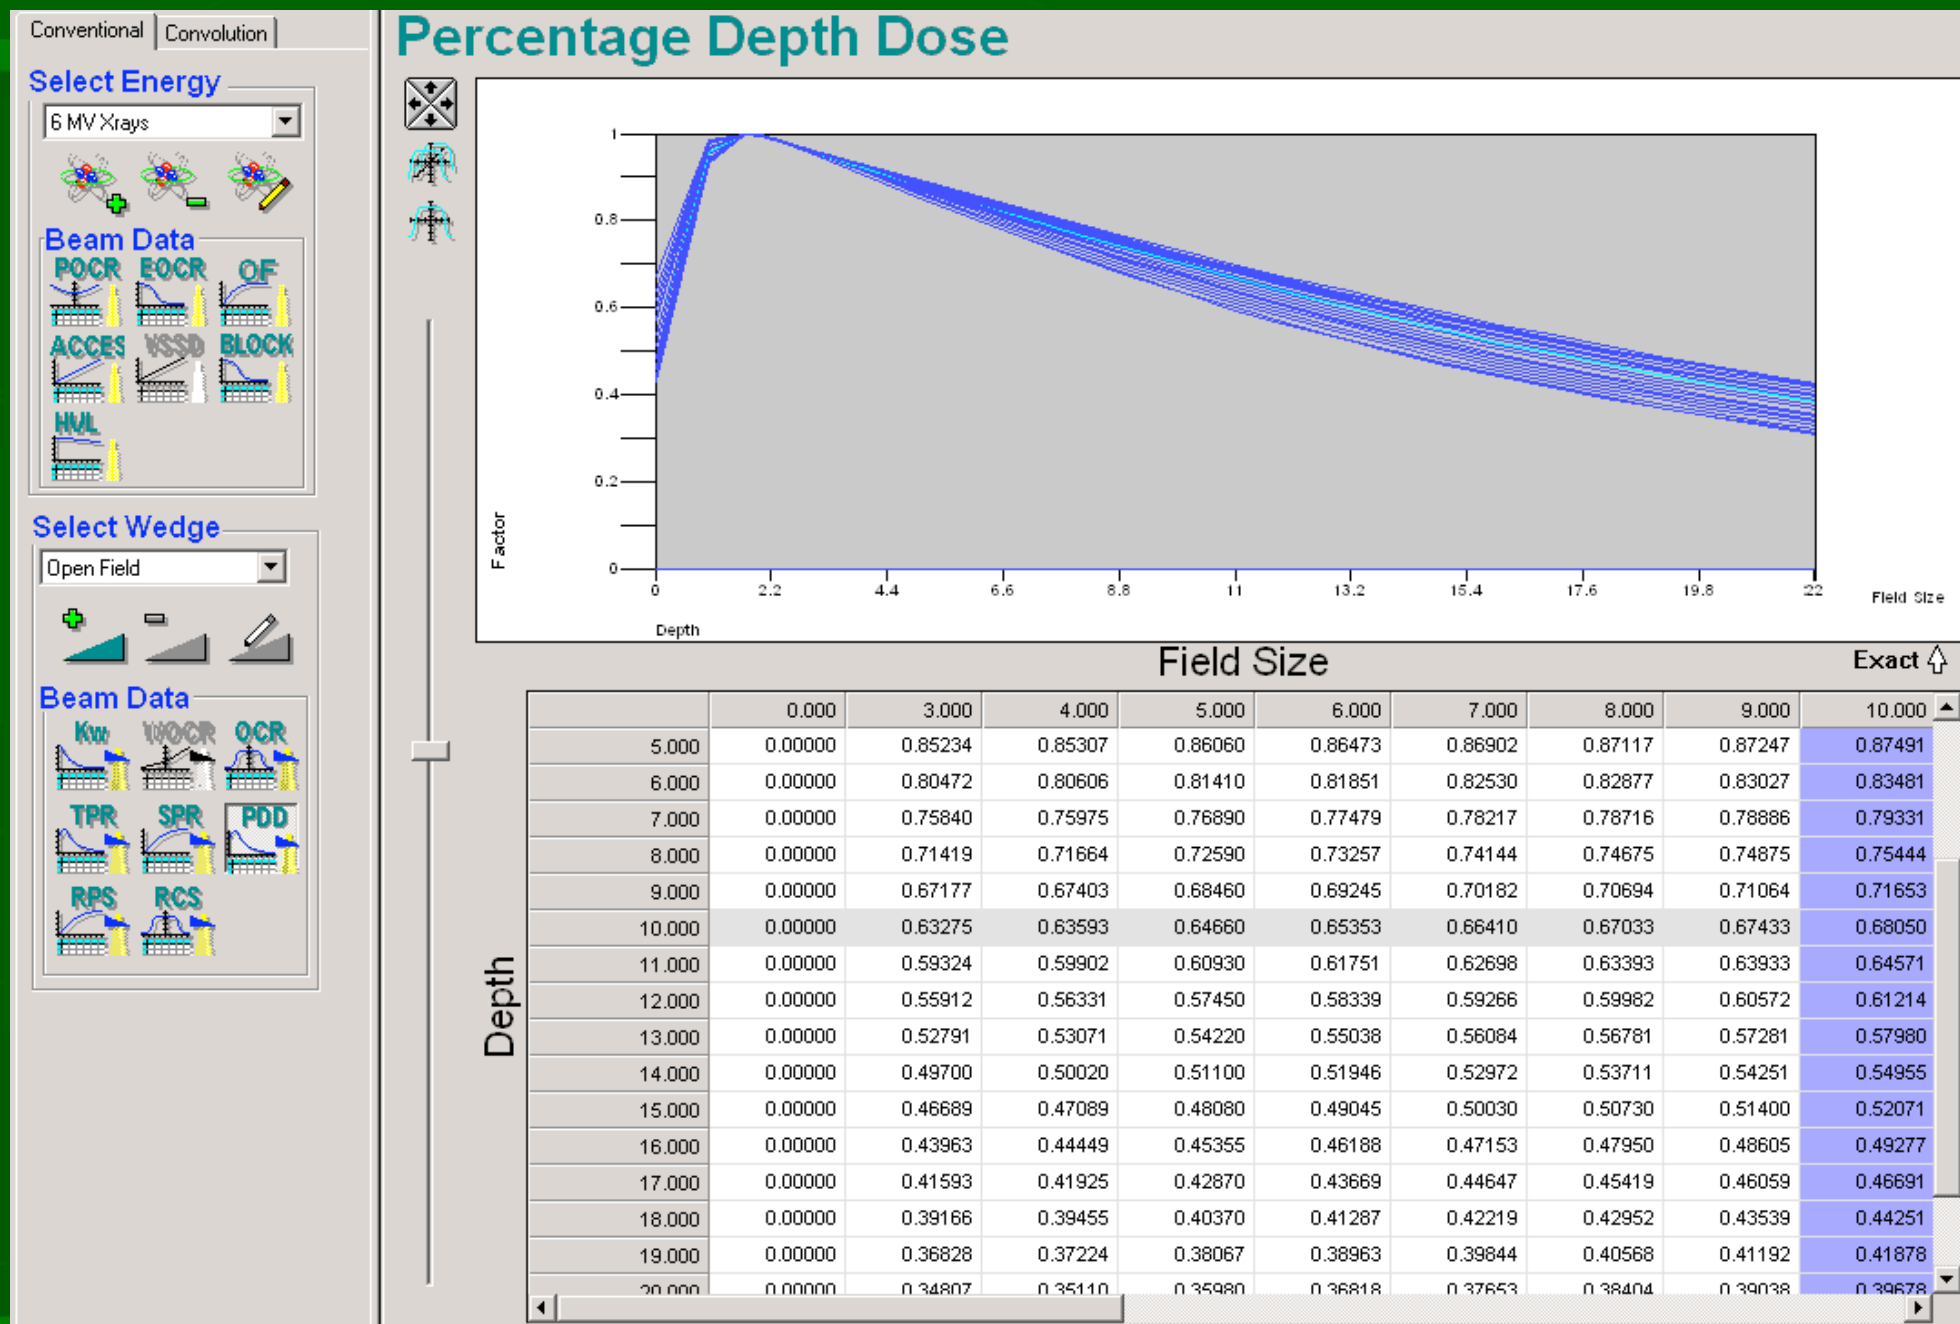 Conventional
Convolution
Percentage Depth Dose
Select Energy
6 MV Xrays
Beam Data
POCR EOCR OF
ACCES VSSD BLOCK
HVL
Select Wedge
Open Field
Beam Data
Kw WOCR OCR
TPR SPR PDD
RPS RCS
1
0.8
0.6
0.4
0.2
0
Factor
0 2.2 4.4 6.6 8.8 11 13.2 15.4 17.6 19.8 22
Field Size
Depth
Field Size
Exact
Depth
0.000 3.000 4.000 5.000 6.000 7.000 8.000 9.000 10.000
5.000 0.00000 0.85234 0.85307 0.86060 0.86473 0.86902 0.87117 0.87247 0.87491
6.000 0.00000 0.80472 0.80606 0.81410 0.81851 0.82530 0.82877 0.83027 0.83481
7.000 0.00000 0.75840 0.75975 0.76890 0.77479 0.78217 0.78716 0.78886 0.79331
8.000 0.00000 0.71419 0.71664 0.72590 0.73257 0.74144 0.74675 0.74875 0.75444
9.000 0.00000 0.67177 0.67403 0.68460 0.69245 0.70182 0.70694 0.71064 0.71653
10.000 0.00000 0.63275 0.63593 0.64660 0.65353 0.66410 0.67033 0.67433 0.68050
11.000 0.00000 0.59324 0.59902 0.60930 0.61751 0.62698 0.63393 0.63933 0.64571
12.000 0.00000 0.55912 0.56331 0.57450 0.58339 0.59266 0.59982 0.60572 0.61214
13.000 0.00000 0.52791 0.53071 0.54220 0.55038 0.56084 0.56781 0.57281 0.57980
14.000 0.00000 0.49700 0.50020 0.51100 0.51946 0.52972 0.53711 0.54251 0.54955
15.000 0.00000 0.46689 0.47089 0.48080 0.49045 0.50030 0.50730 0.51400 0.52071
16.000 0.00000 0.43963 0.44449 0.45355 0.46188 0.47153 0.47950 0.48605 0.49277
17.000 0.00000 0.41593 0.41925 0.42870 0.43669 0.44647 0.45419 0.46059 0.46691
18.000 0.00000 0.39166 0.39455 0.40370 0.41287 0.42219 0.42952 0.43539 0.44251
19.000 0.00000 0.36828 0.37224 0.38067 0.38963 0.39844 0.40568 0.41192 0.41878
20.000 0.00000 0.34807 0.35110 0.35980 0.36818 0.37653 0.38404 0.39038 0.39678